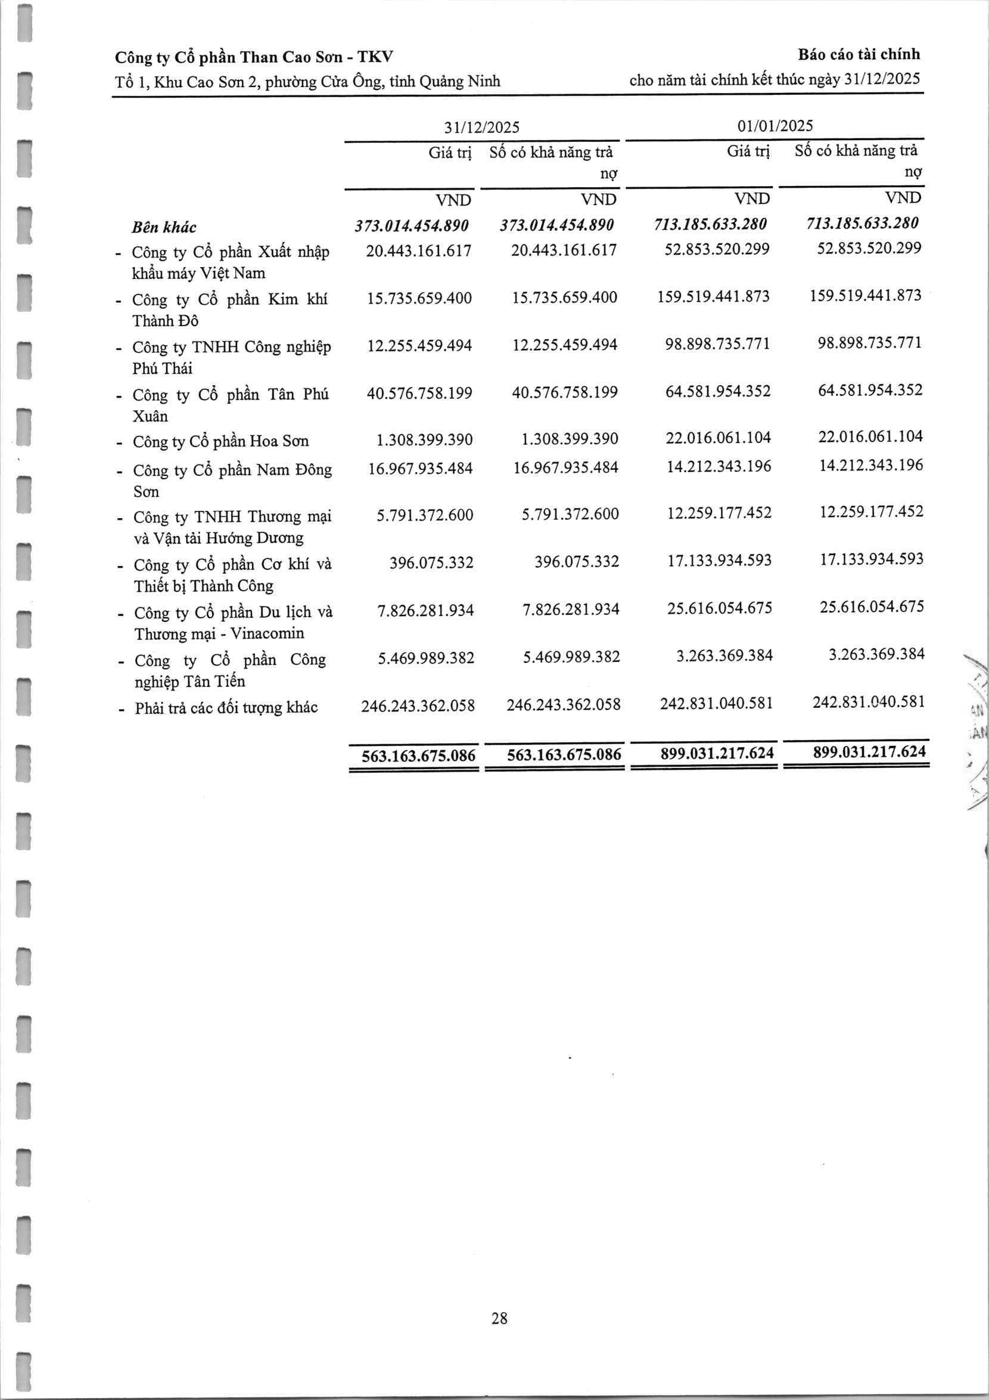 Công ty Cổ phần Than Cao Sơn - TKV Báo cáo tài chính
Tổ 1, Khu Cao Sơn 2, phường Cửa Ông, tỉnh Quảng Ninh cho năm tài chính kết thúc ngày 31/12/2025
31/12/2025 01/01/2025
Giá trị Số có khả năng trả Giá trị Số có khả năng trả
nợ nợ
VND VND VND VND
Bên khác 373.014.454.890 373.014.454.890 713.185.633.280 713.185.633.280
- Công ty Cổ phần Xuất nhập 20.443.161.617 20.443.161.617 52.853.520.299 52.853.520.299
khẩu máy Việt Nam
- Công ty Cổ phần Kim khí 15.735.659.400 15.735.659.400 159.519.441.873 159.519.441.873
Thành Đô
- Công ty TNHH Công nghiệp 12.255.459.494 12.255.459.494 98.898.735.771 98.898.735.771
Phú Thái
- Công ty Cổ phần Tân Phú 40.576.758.199 40.576.758.199 64.581.954.352 64.581.954.352
Xuân
- Công ty Cổ phần Hoa Sơn 1.308.399.390 1.308.399.390 22.016.061.104 22.016.061.104
- Công ty Cổ phần Nam Đông 16.967.935.484 16.967.935.484 14.212.343.196 14.212.343.196
Sơn
- Công ty TNHH Thương mại 5.791.372.600 5.791.372.600 12.259.177.452 12.259.177.452
và Vận tải Hướng Dương
- Công ty Cổ phần Cơ khí và 396.075.332 396.075.332 17.133.934.593 17.133.934.593
Thiết bị Thành Công
- Công ty Cổ phần Du lịch và 7.826.281.934 7.826.281.934 25.616.054.675 25.616.054.675
Thương mại - Vinacomin
- Công ty Cổ phần Công 5.469.989.382 5.469.989.382 3.263.369.384 3.263.369.384
nghiệp Tân Tiến
- Phải trả các đối tượng khác 246.243.362.058 246.243.362.058 242.831.040.581 242.831.040.581
563.163.675.086 563.163.675.086 899.031.217.624 899.031.217.624
28